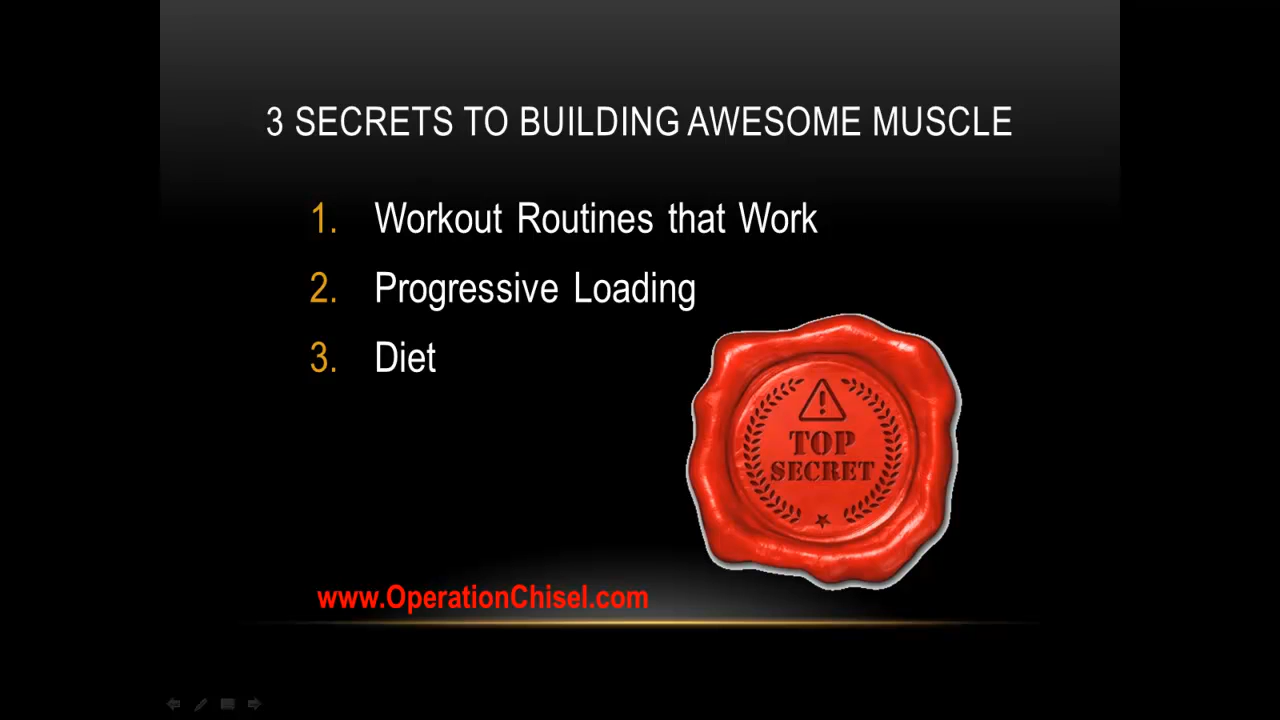 3 SECRETS TO BUILDING AWESOME MUSCLE
1. Workout Routines that Work
2. Progressive Loading
3. Diet
TOP
SECRET
www.OperationChisel.com